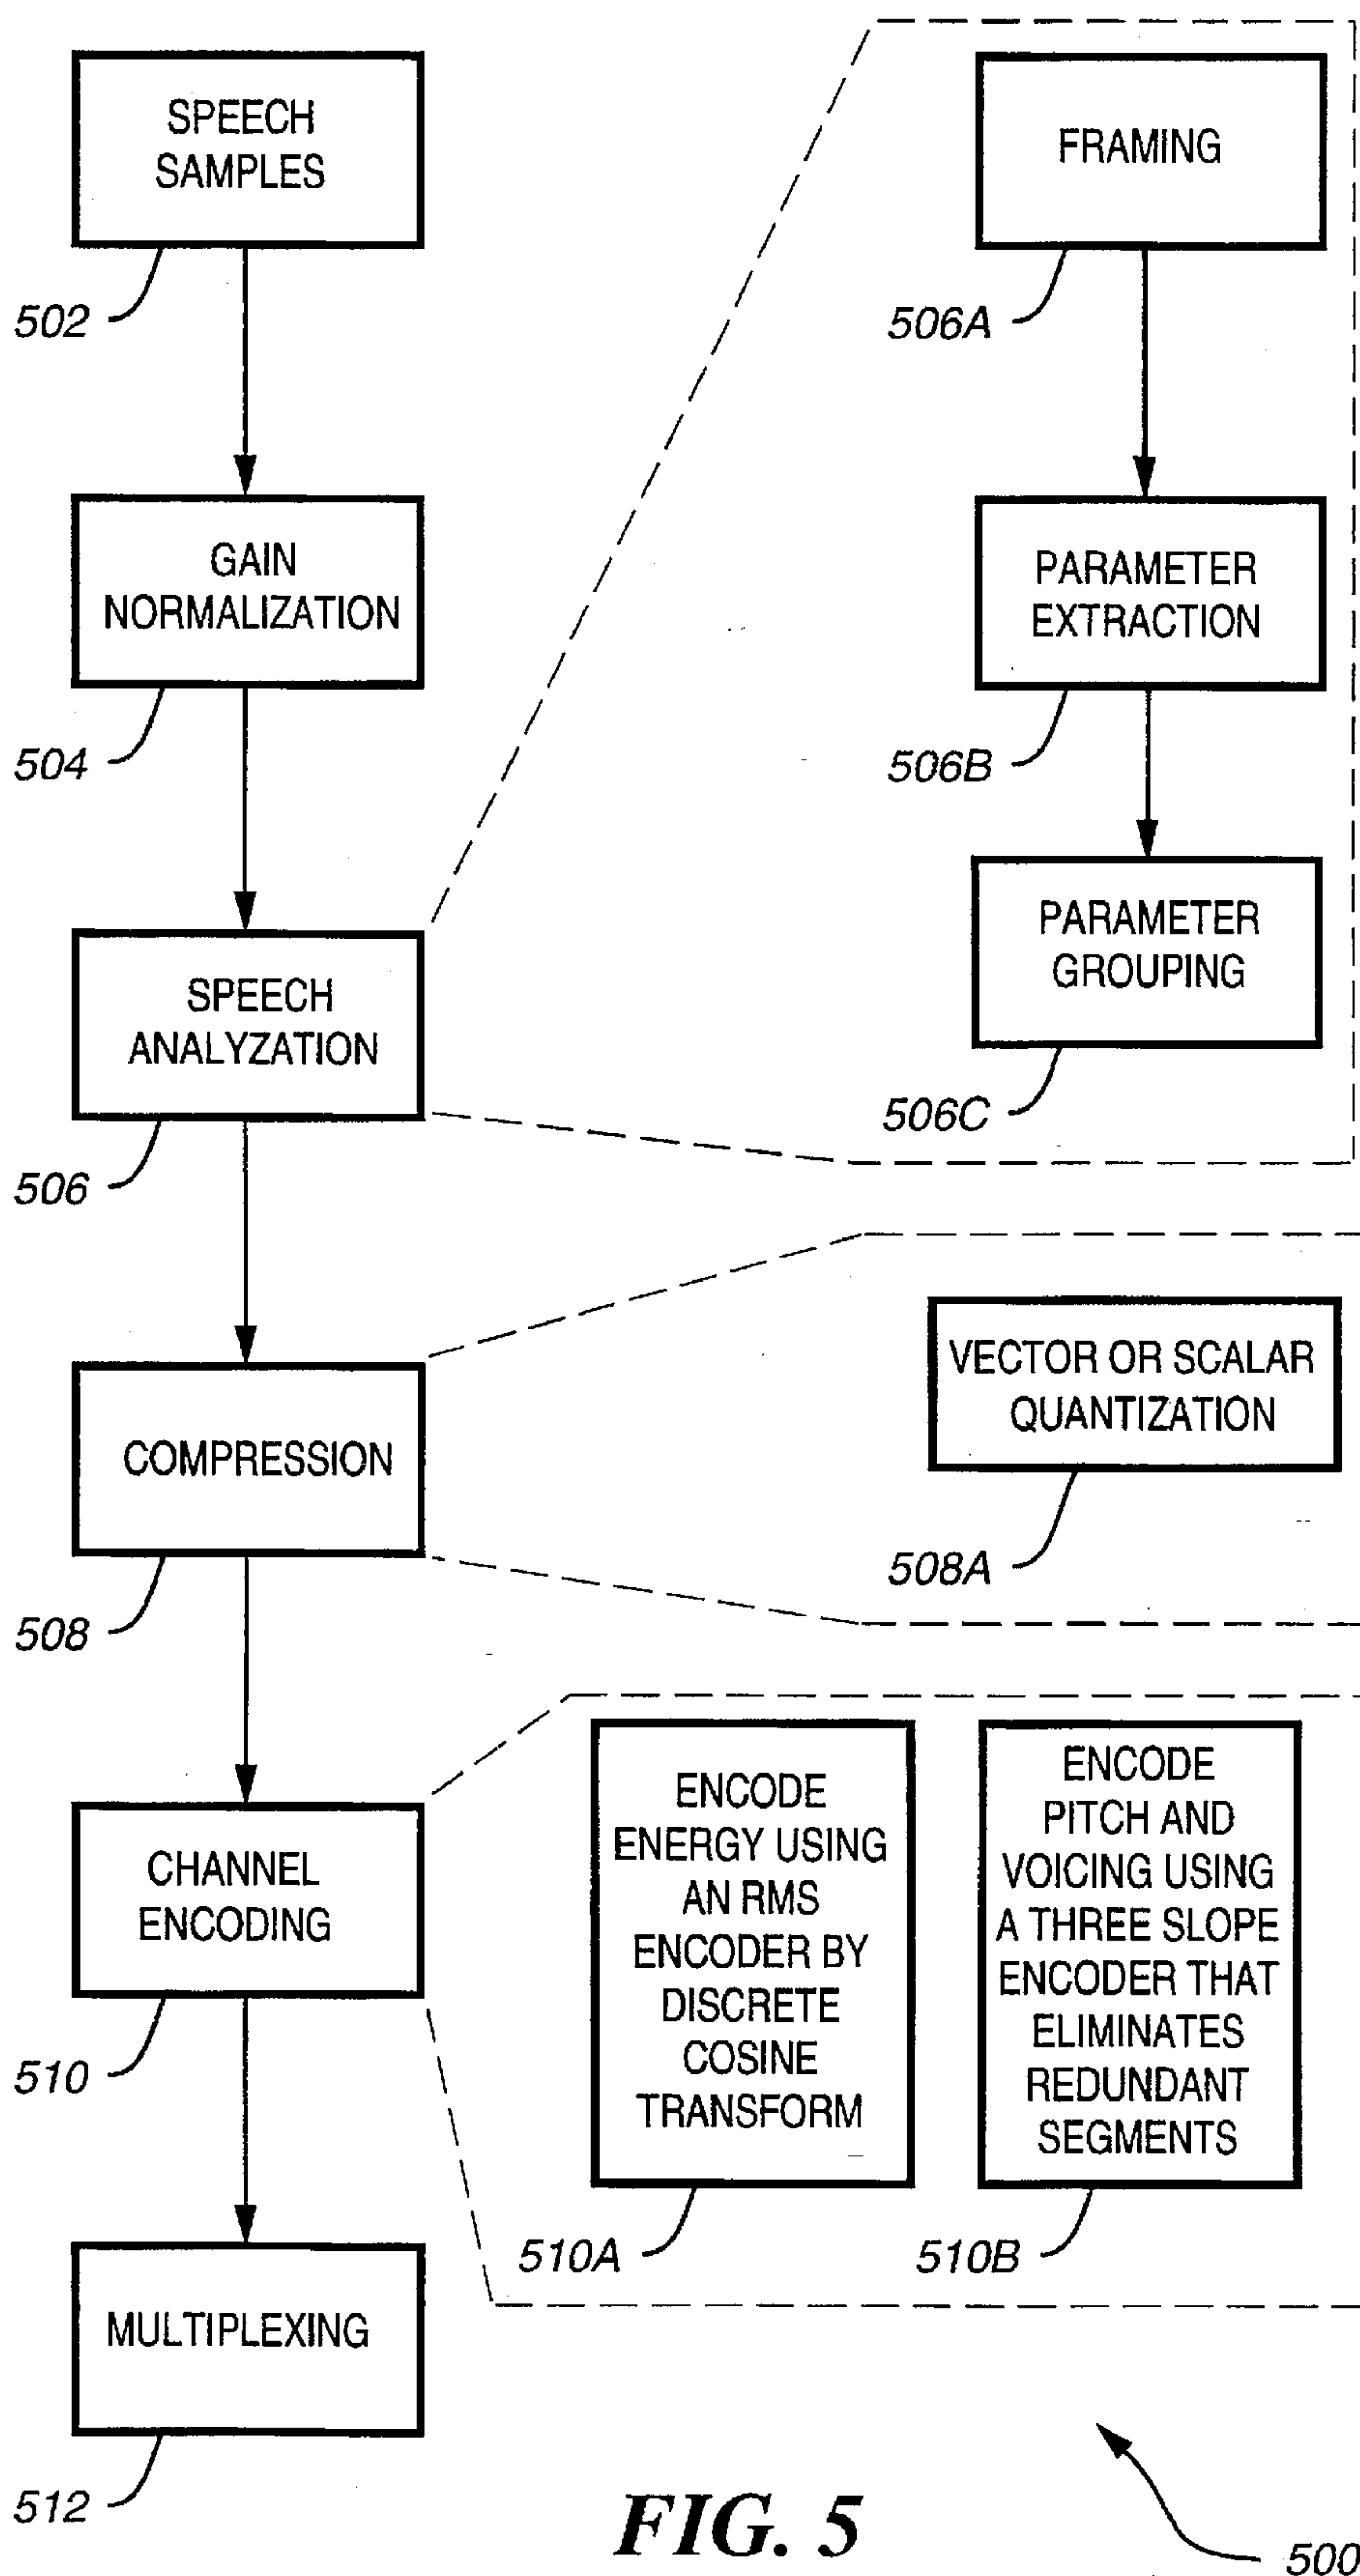 SPEECH
SAMPLES
502
GAIN
NORMALIZATION
504
SPEECH
ANALYZATION
506
COMPRESSION
508
CHANNEL
ENCODING
510
MULTIPLEXING
512
FRAMING
506A
PARAMETER
EXTRACTION
506B
PARAMETER
GROUPING
506C
VECTOR OR SCALAR
QUANTIZATION
508A
ENCODE
ENERGY USING
AN RMS
ENCODER BY
DISCRETE
COSINE
TRANSFORM
510A
ENCODE
PITCH AND
VOICING USING
A THREE SLOPE
ENCODER THAT
ELIMINATES
REDUNDANT
SEGMENTS
510B
FIG. 5
500